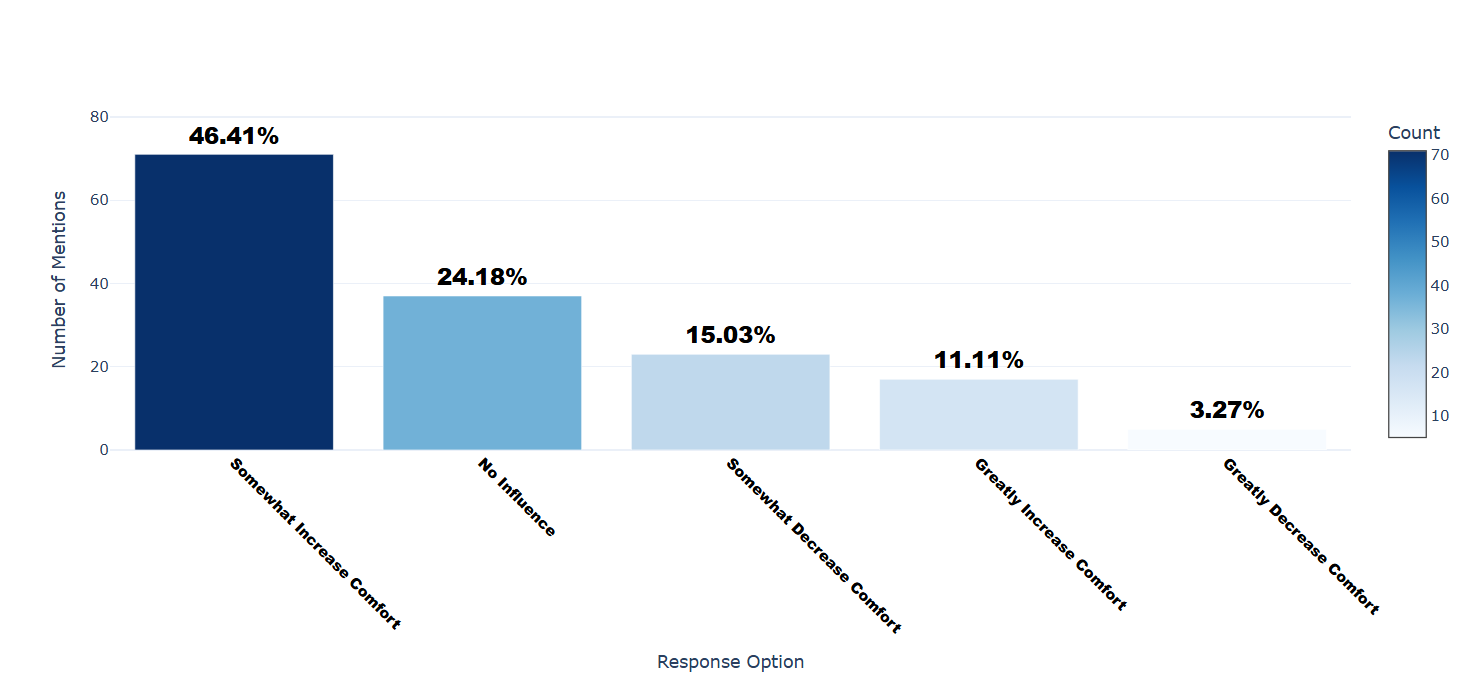 80
60
40
20
0
Number of Mentions
46.41%
24.18%
15.03%
11.11%
3.27%
Somewhat Increase Comfort
No Influence
Somewhat Decrease Comfort
Greatly Increase Comfort
Greatly Decrease Comfort
Response Option
Count
70
60
50
40
30
20
10